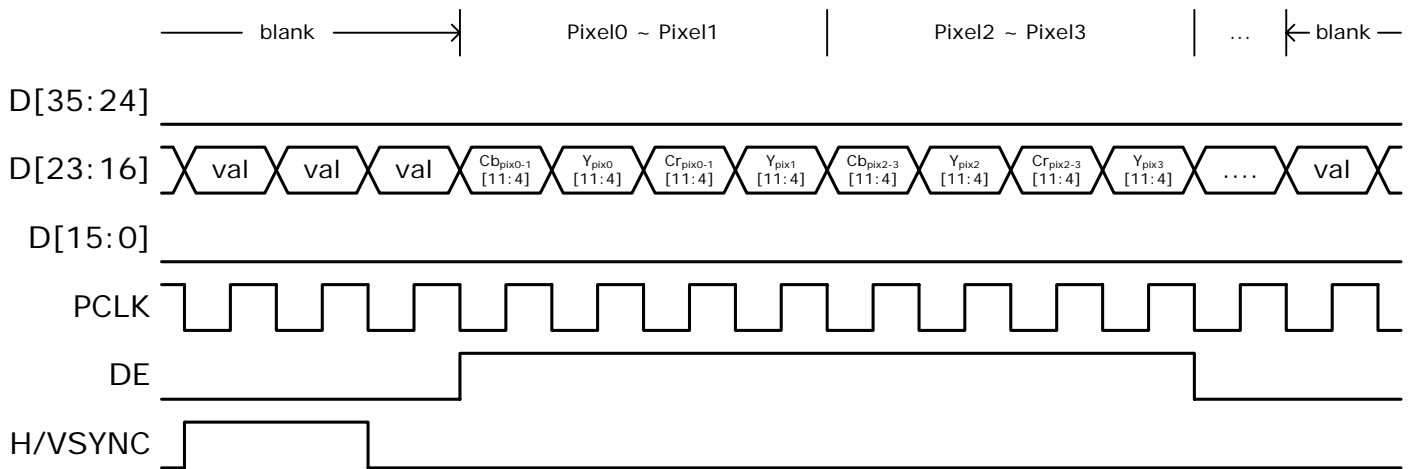 blank Pixel0 ~ Pixel1 Pixel2 ~ Pixel3 ... blank
D[35:24]
D[23:16] val val val Cbpix0-1 [11:4] Ypix0 [11:4] Crpix0-1 [11:4] Ypix1 [11:4] Cbpix2-3 [11:4] Ypix2 [11:4] Crpix2-3 [11:4] Ypix3 [11:4] .... val
D[15:0]
PCLK
DE
H/VSYNC